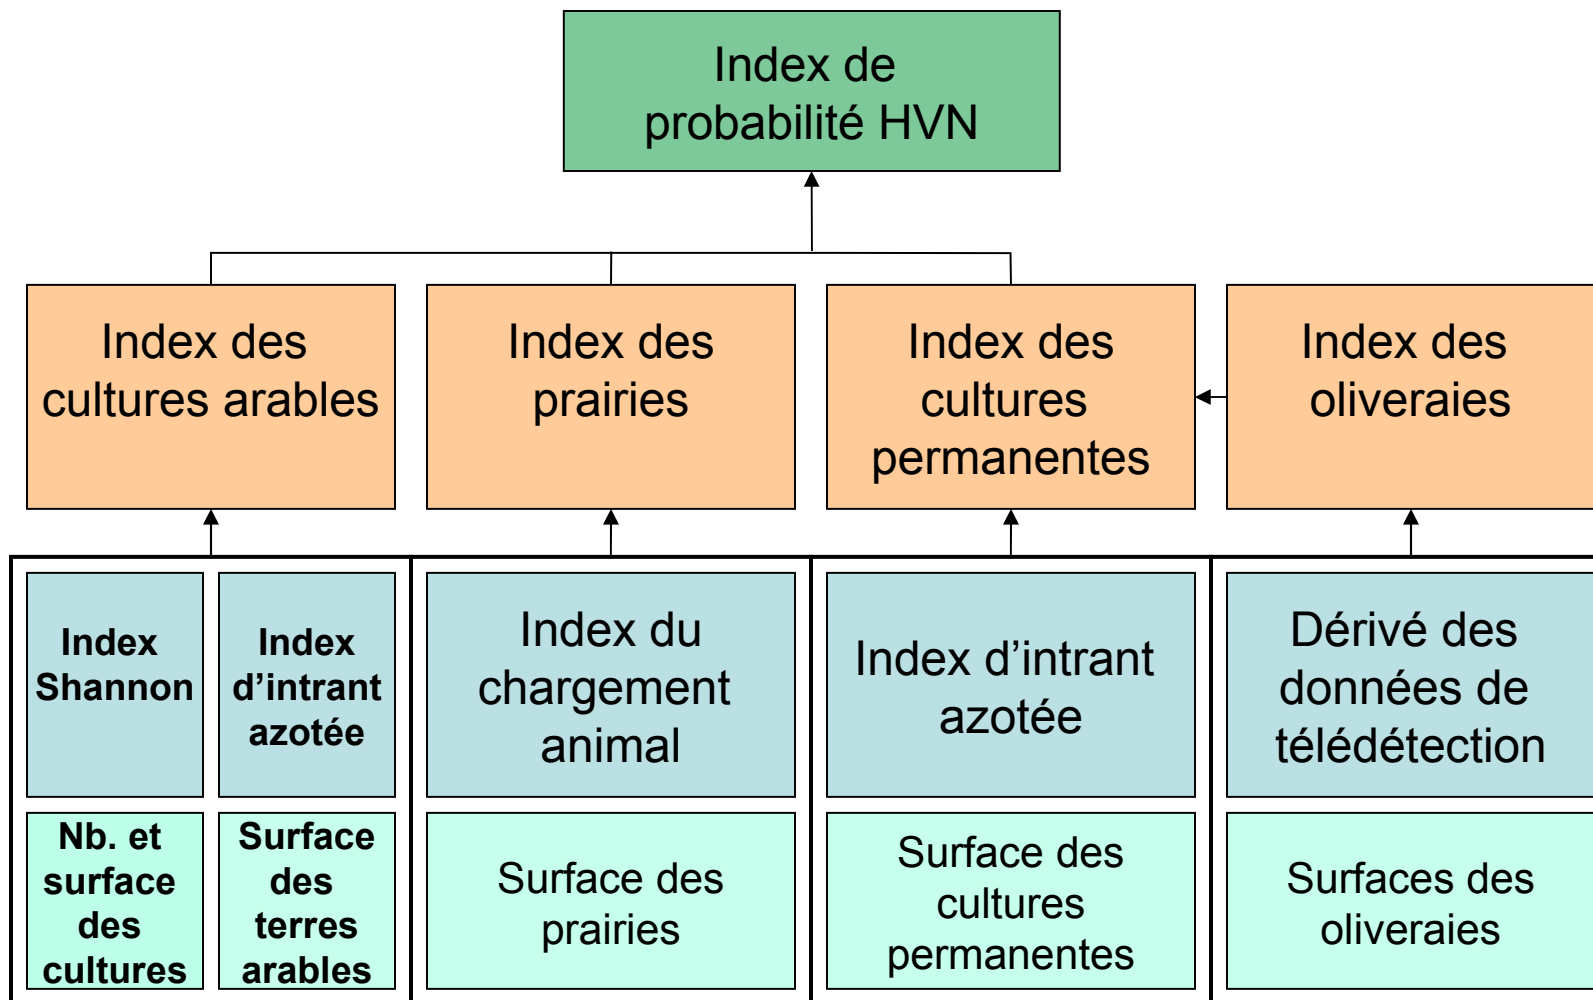 Index de
probabilité HVN
Index des
cultures arables
Index des
prairies
Index des
cultures
permanentes
Index des
oliveraies
Index
Shannon
Index
d’intrant
azotée
Index du
chargement
animal
Index d’intrant
azotée
Dérivé des
données de
télédétection
Nb. et
surface
des
cultures
Surface
des
terres
arables
Surface des
prairies
Surface des
cultures
permanentes
Surfaces des
oliveraies